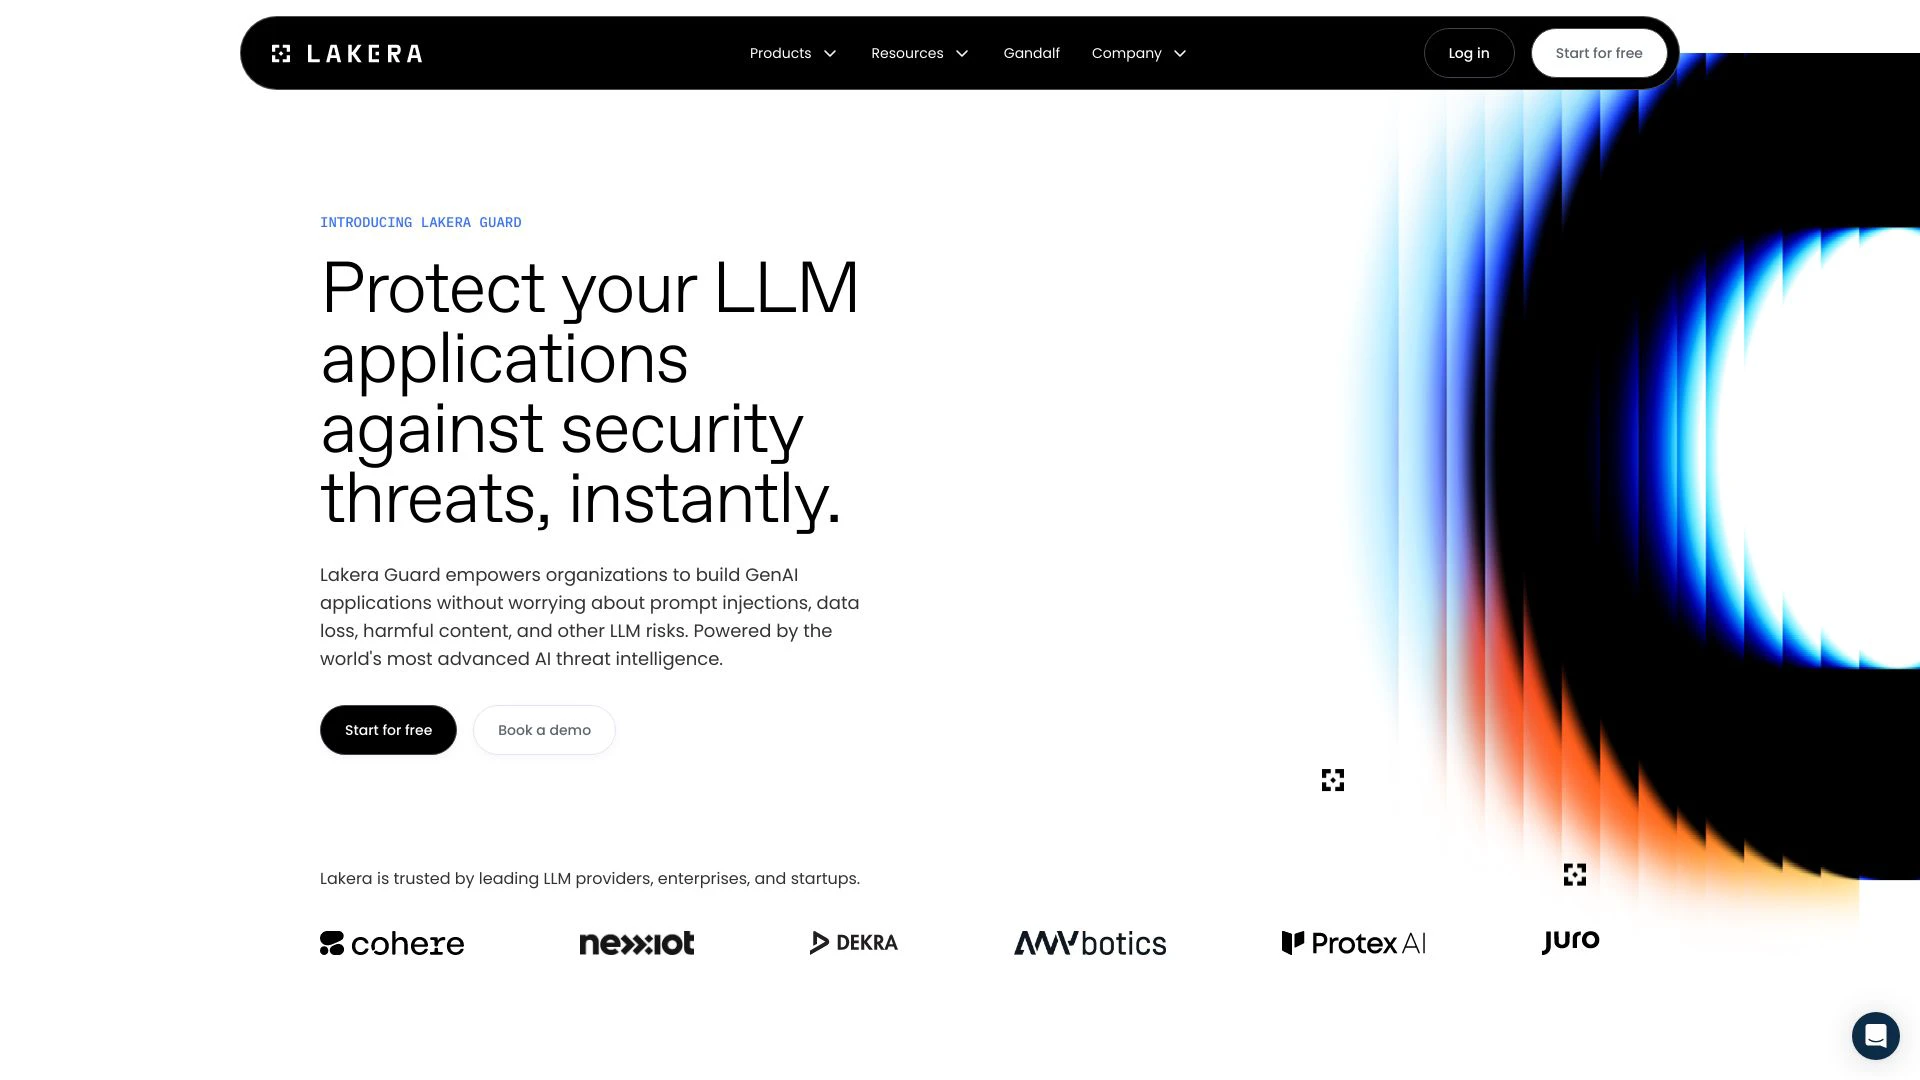 LAKERA
Products
Resources
Gandalf
Company
Log in
Start for free
INTRODUCING LAKERA GUARD
Protect your LLM
applications
against security
threats, instantly.
Lakera Guard empowers organizations to build GenAI
applications without worrying about prompt injections, data
loss, harmful content, and other LLM risks. Powered by the
world's most advanced AI threat intelligence.
Start for free
Book a demo
Lakera is trusted by leading LLM providers, enterprises, and startups.
cohere
nexxiot
DEKRA
ANYbotics
Protex AI
Juro